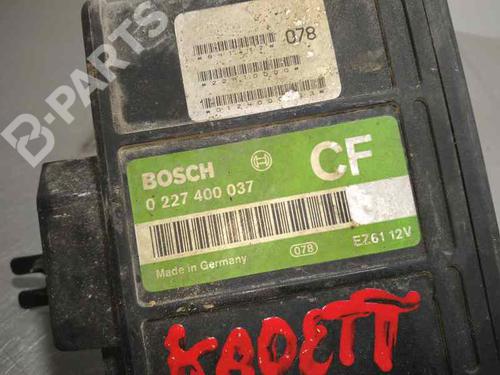 B-PARTS
078
BOSCH
CF
0 227 400 037
Made in Germany
078
EZ61 12V
KADETT